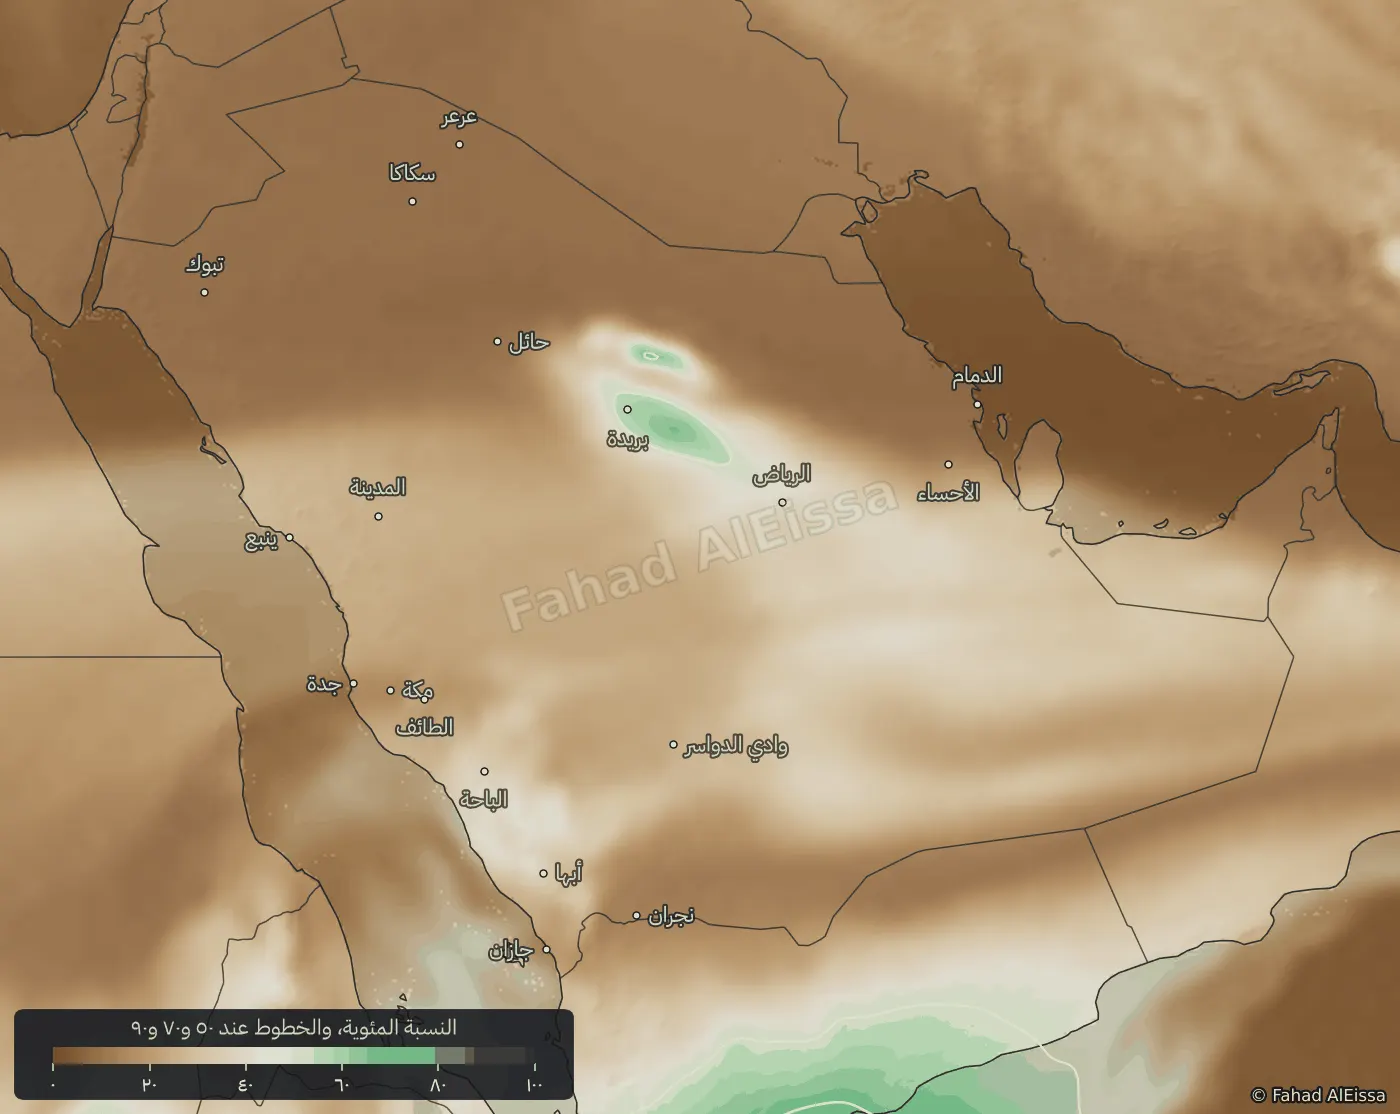 عرعر
سكاكا
تبوك
حائل
الدمام
بريدة
الرياض
الأحساء
المدينة
ينبع
Fahad AlEissa
جدة
مكة
الطائف
وادي الدواسر
الباحة
أبها
نجران
جازان
النسبة المئوية، والخطوط عند ٥٠ و٧٠ و٩٠
٠ ٢٠ ٤٠ ٦٠ ٨٠ ١٠٠
© Fahad AlEissa